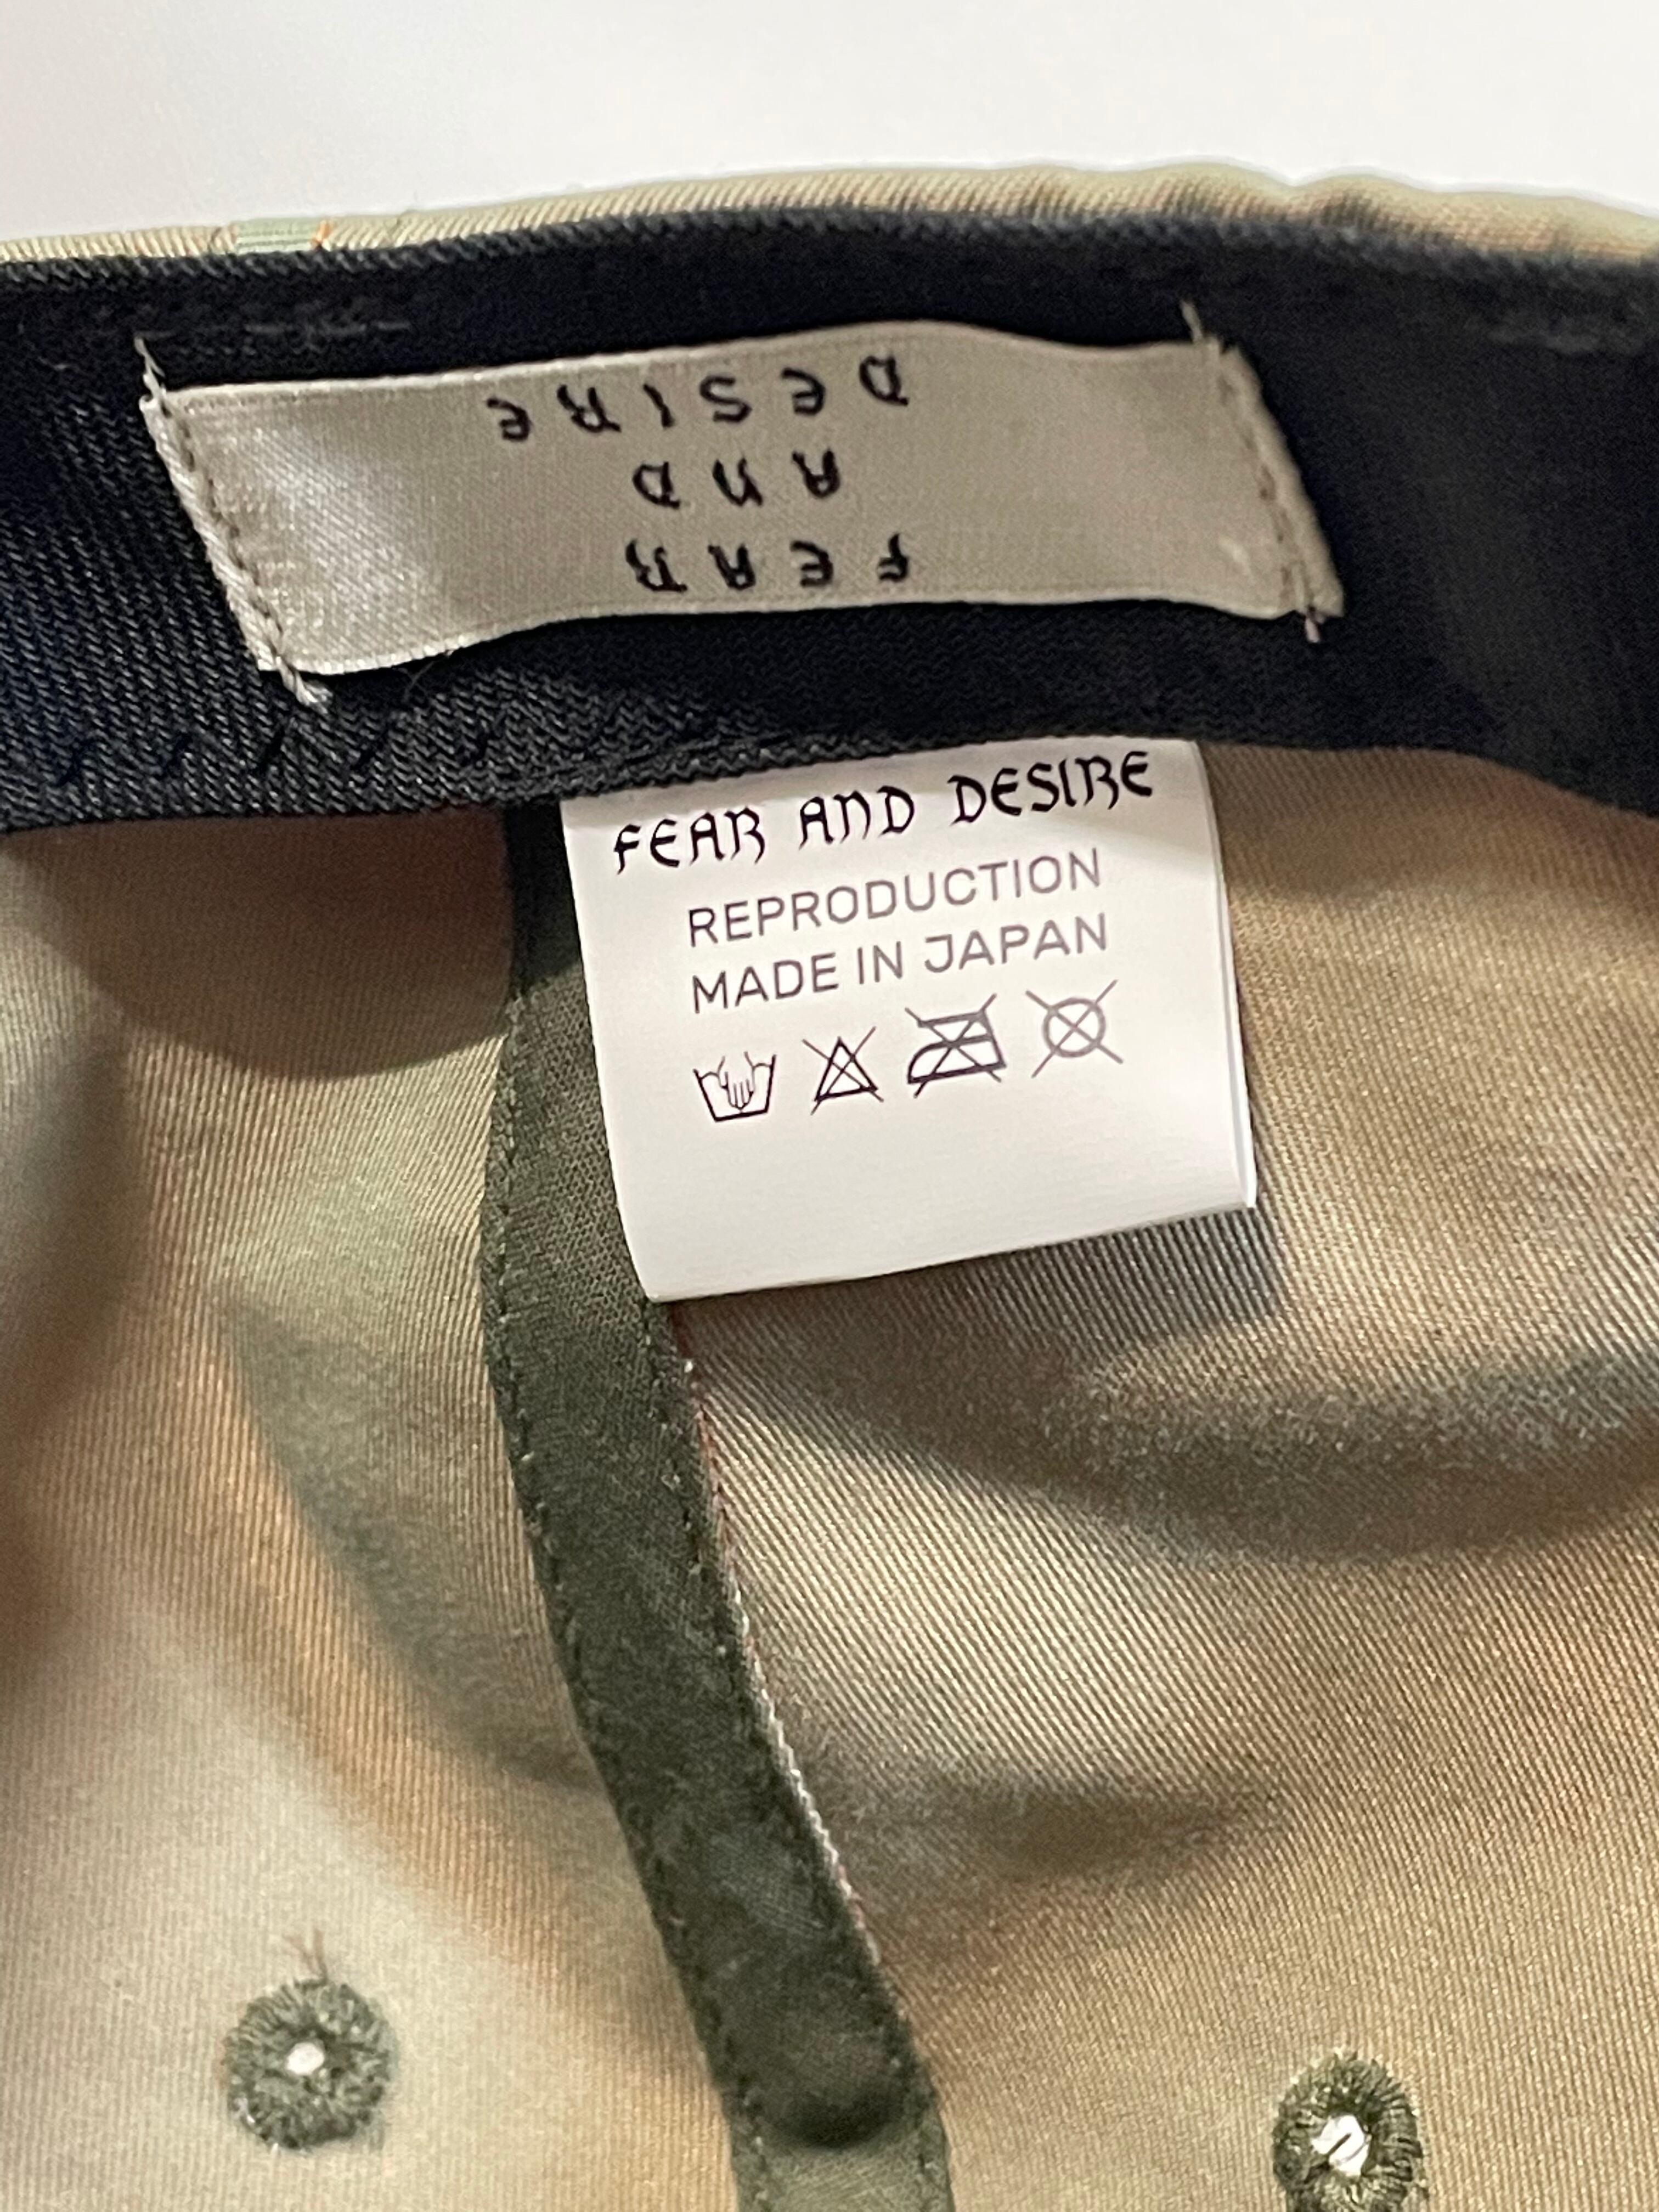 FEAR
AND
DESIRE
FEAR AND DESIRE
REPRODUCTION
MADE IN JAPAN